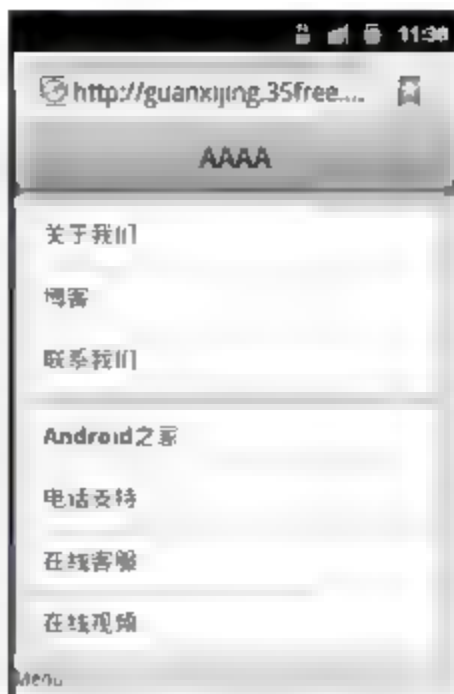 11:38
http://guanxijing.35free....
AAAA
关于我们
博客
联系我们
Android之家
电话支持
在线客服
在线视频
Menu